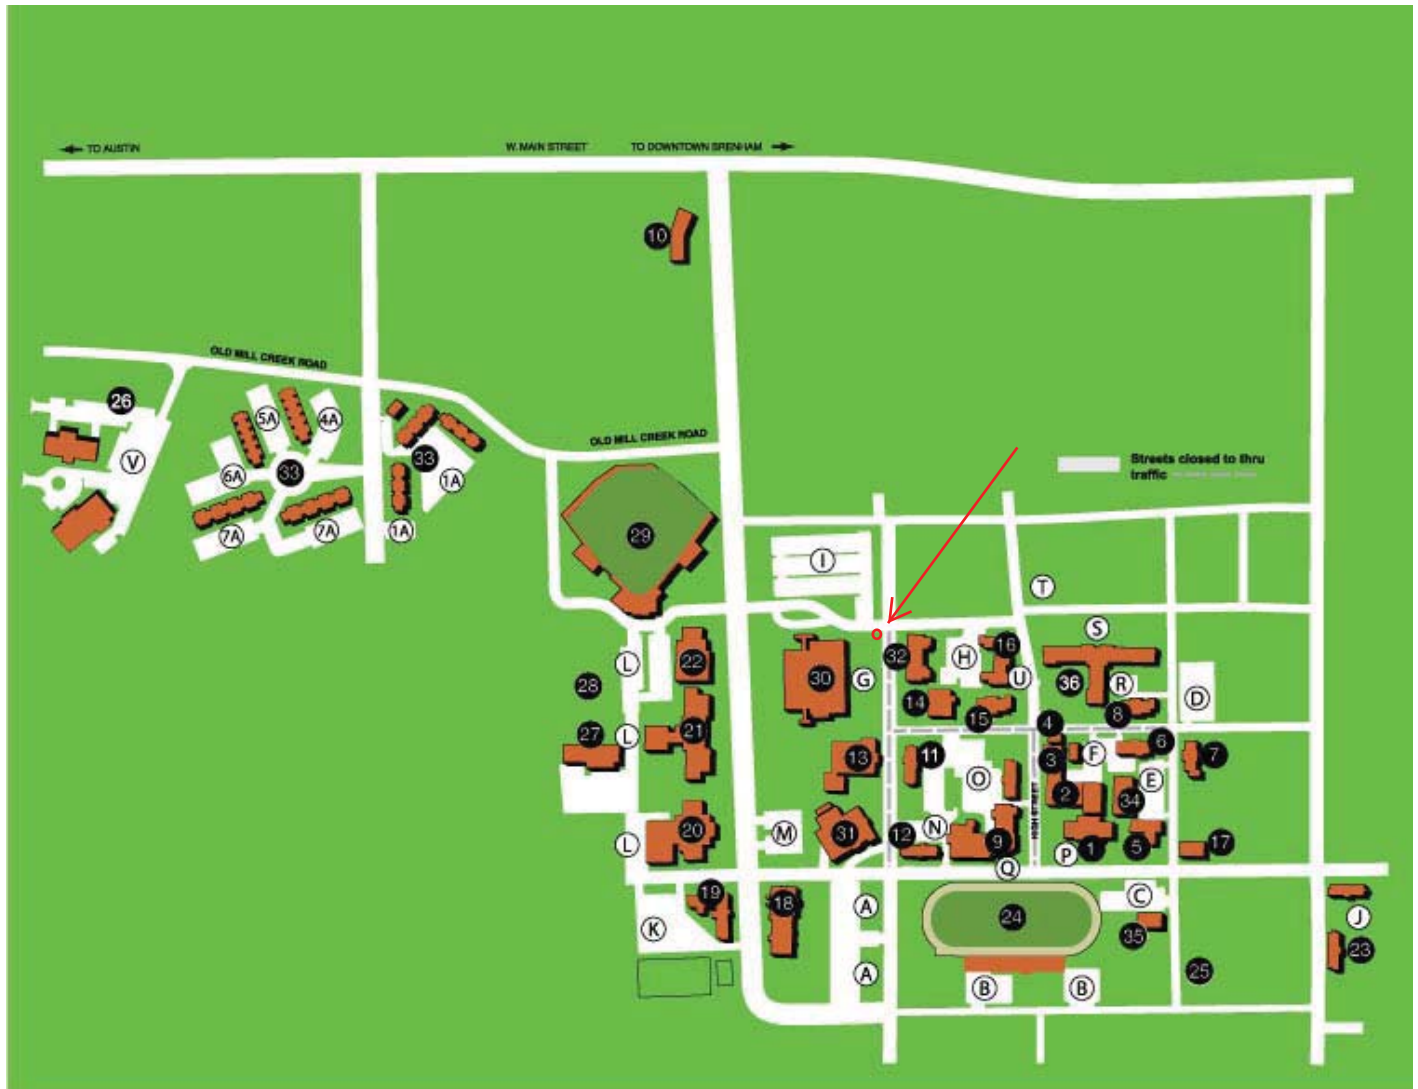 TO AUSTIN
W. MAIN STREET
TO DOWNTOWN BRENHAM
10
OLD MILL CREEK ROAD
26
5A
4A
OLD MILL CREEK ROAD
V
6A
33
33
1A
Streets closed to thru
traffic
7A
7A
1A
29
I
T
S
L
22
32
H
16
28
30
G
U
36
R
D
14
15
8
27
L
21
4
13
11
3
F
6
7
O
2
34
E
HIGH STREET
L
20
M
31
12
N
9
P
1
5
17
Q
19
18
A
24
C
J
K
35
23
A
B
B
25